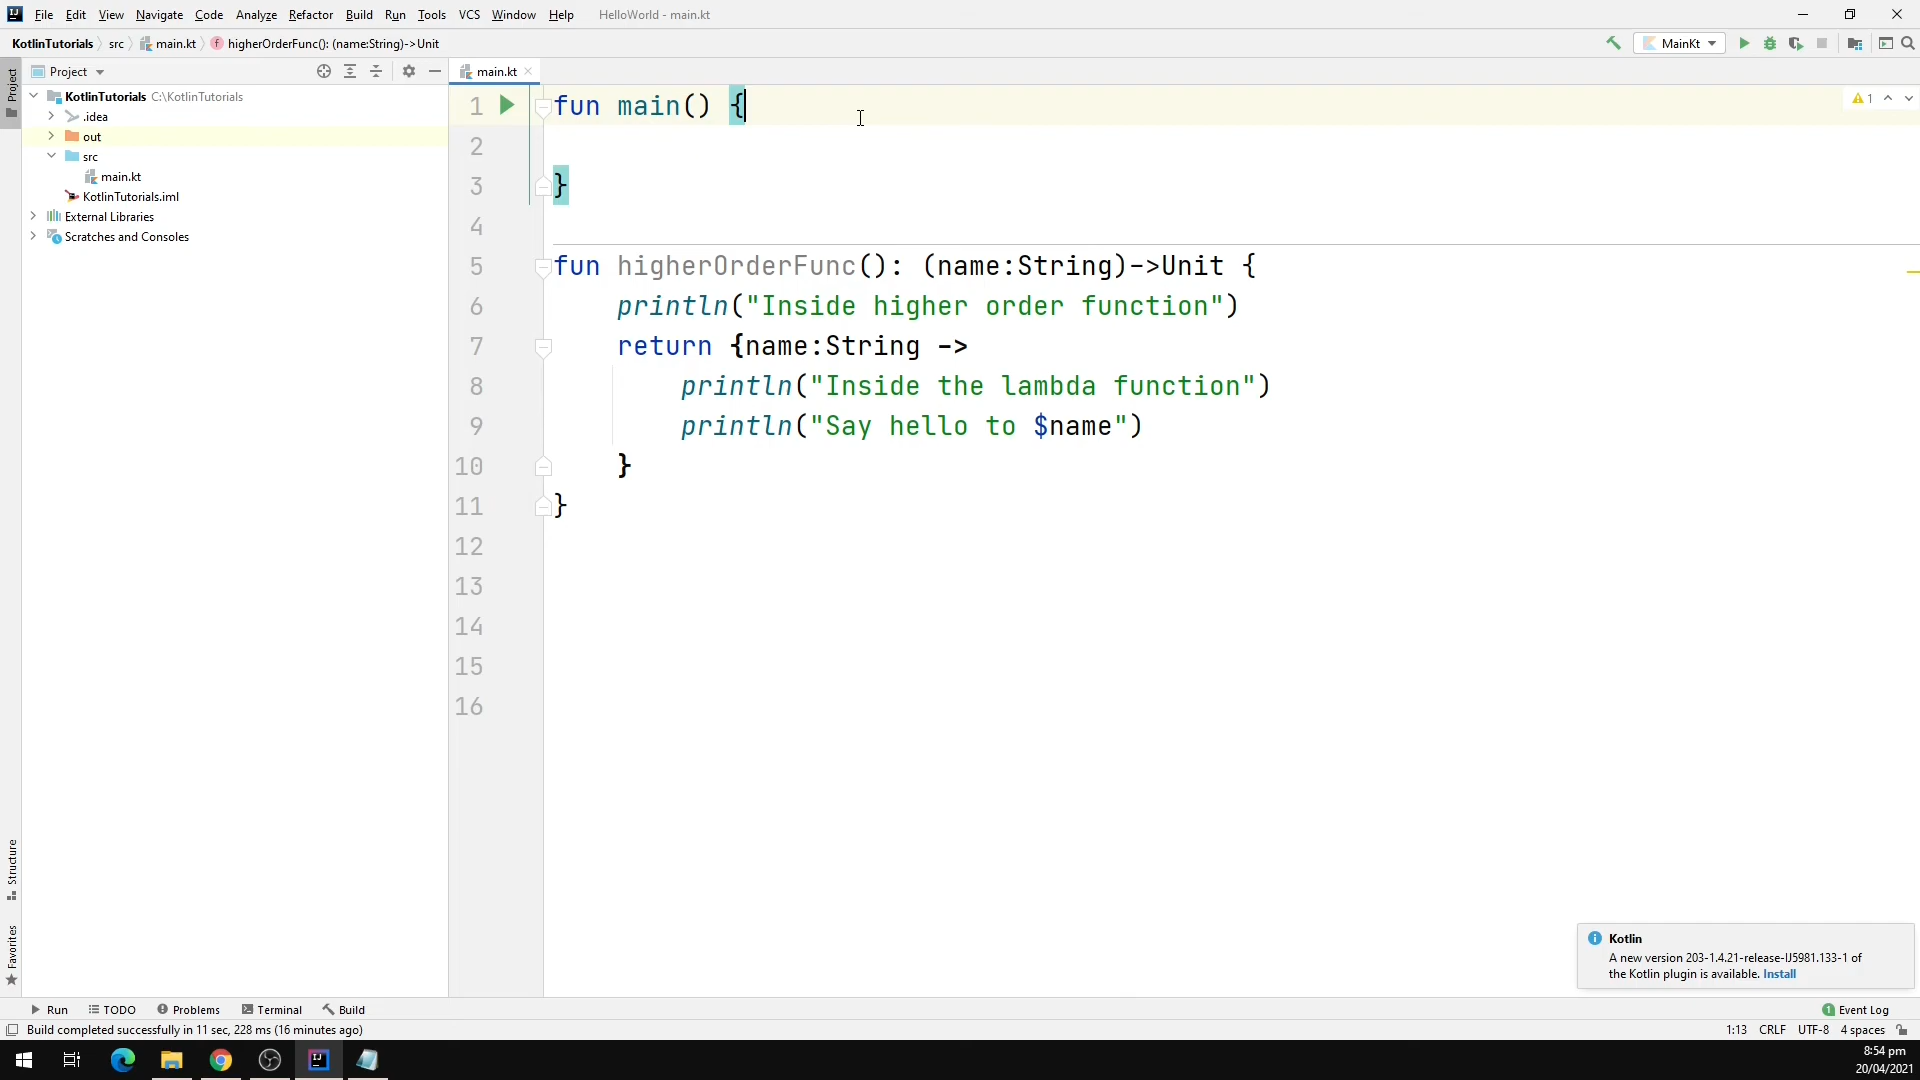 File Edit View Navigate Code Analyze Refactor Build Run Tools VCS Window Help HelloWorld - main.kt
KotlinTutorials src main.kt higherOrderFunc(): (name:String)->Unit MainKt
Project
main.kt
KotlinTutorials C:\KotlinTutorials
.idea
out
src
main.kt
KotlinTutorials.iml
External Libraries
Scratches and Consoles
Project
Structure
Favorites
1 fun main() {
2
3 }
4
5 fun higherOrderFunc(): (name:String)->Unit {
6 println("Inside higher order function")
7 return {name:String ->
8 println("Inside the lambda function")
9 println("Say hello to $name")
10 }
11 }
12
13
14
15
16
1
Kotlin
A new version 203-1.4.21-release-IJ5981.133-1 of
the Kotlin plugin is available. Install
Run TODO Problems Terminal Build 1 Event Log
Build completed successfully in 11 sec, 228 ms (16 minutes ago) 1:13 CRLF UTF-8 4 spaces
8:54 pm
20/04/2021